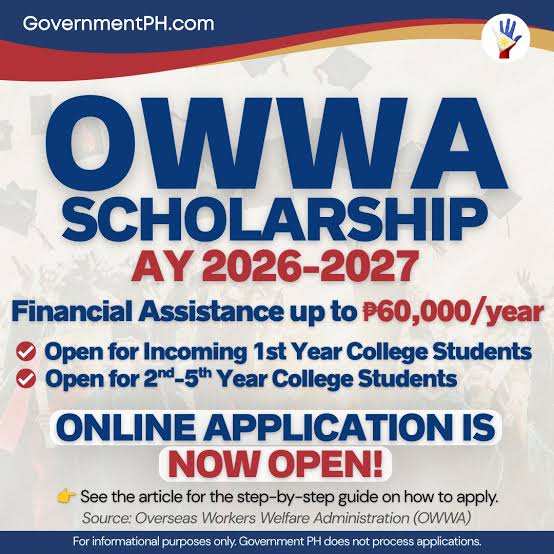 GovernmentPH.com
OWWA
SCHOLARSHIP
AY 2026-2027
Financial Assistance up to ₱60,000/year
Open for Incoming 1st Year College Students
Open for 2nd-5th Year College Students
ONLINE APPLICATION IS
NOW OPEN!
👉 See the article for the step-by-step guide on how to apply.
Source: Overseas Workers Welfare Administration (OWWA)
For informational purposes only. Government PH does not process applications.